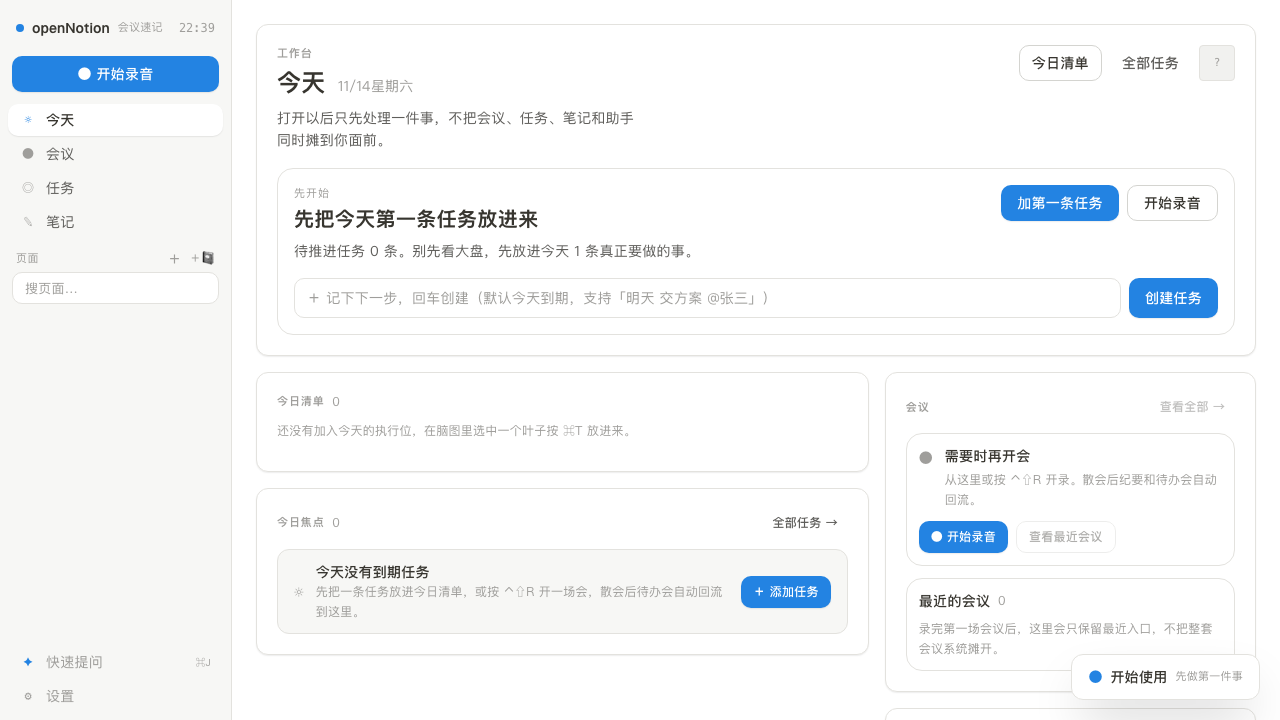 openNotion 会议速记 22:39
开始录音
今天
会议
任务
笔记
页面
搜页面...
快速提问 ⌘J
设置
工作台
今天 11/14星期六
打开以后只先处理一件事，不把会议、任务、笔记和助手
同时摊到你面前。
今日清单 全部任务 ?
先开始
先把今天第一条任务放进来
待推进任务 0 条。别先看大盘，先放进今天 1 条真正要做的事。
加第一条任务 开始录音
+ 记下下一步，回车创建（默认今天到期，支持「明天 交方案 @张三」）
创建任务
今日清单 0
还没有加入今天的执行位，在脑图里选中一个叶子按 ⌘T 放进来。
今日焦点 0 全部任务 →
今天没有到期任务
先把一条任务放进今日清单，或按 ⌃⇧R 开一场会，散会后待办会自动回流
到这里。
+ 添加任务
会议 查看全部 →
需要时再开会
从这里或按 ⌃⇧R 开录。散会后纪要和待办会自动
回流。
开始录音 查看最近会议
最近的会议 0
录完第一场会议后，这里会只保留最近入口，不把整套
会议系统摊开。
开始使用 先做第一件事